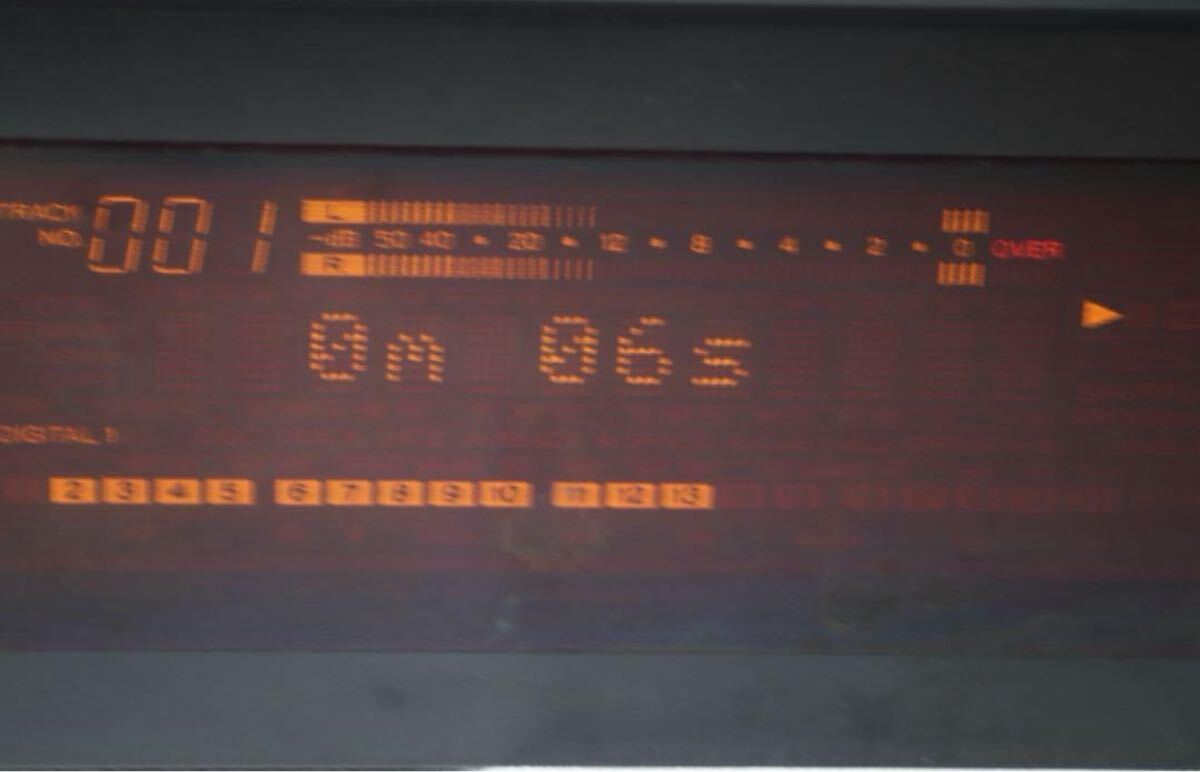 TRACK 001 L
NO. -dB 50 40 • 20 • 12 • 8 • 4 • 2 • 0 OVER
R
0m 06s
DIGITAL 1
2 3 4 5 6 7 8 9 10 11 12 13